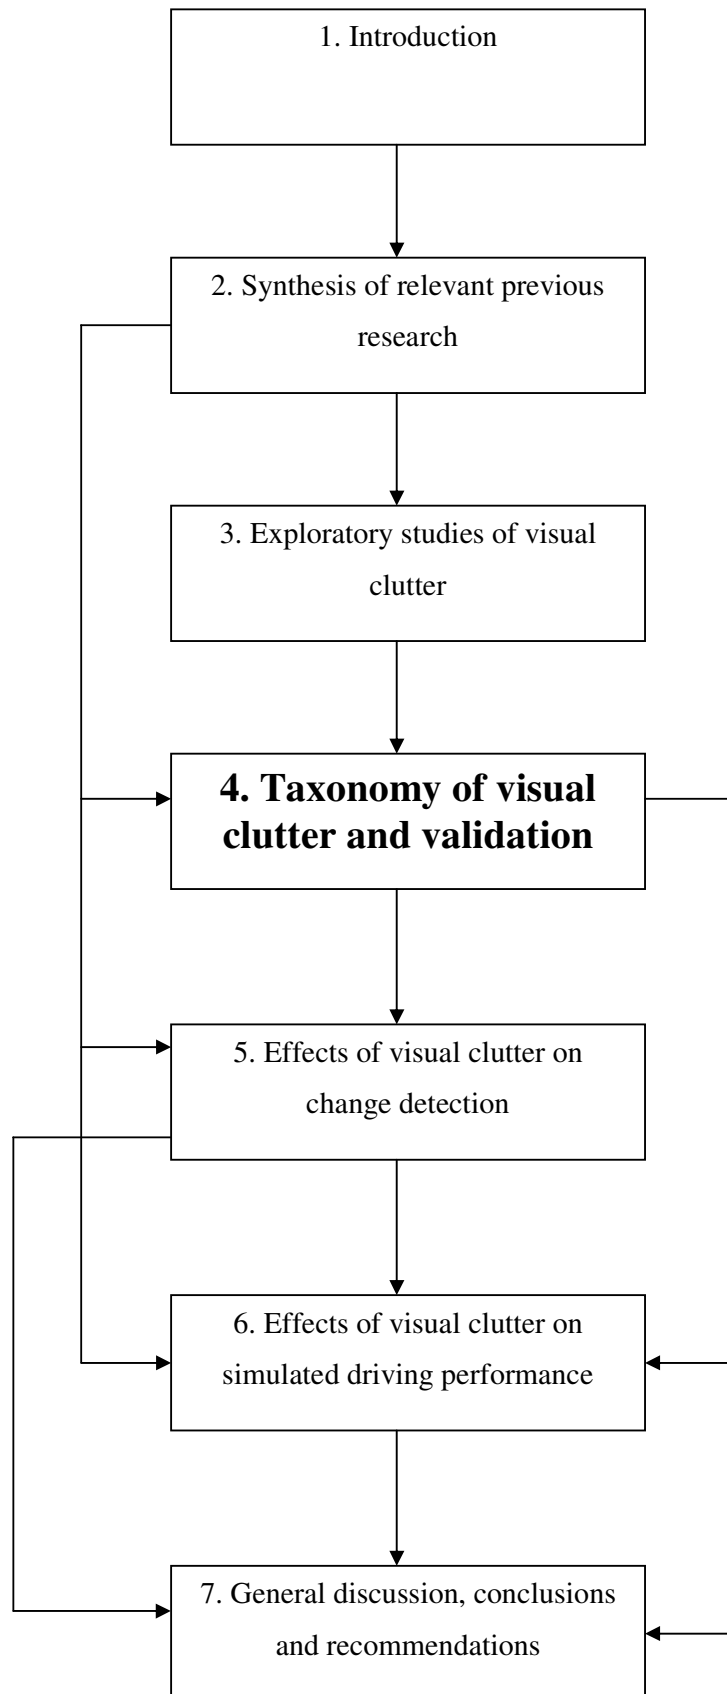 1. Introduction
2. Synthesis of relevant previous
research
3. Exploratory studies of visual
clutter
4. Taxonomy of visual
clutter and validation
5. Effects of visual clutter on
change detection
6. Effects of visual clutter on
simulated driving performance
7. General discussion, conclusions
and recommendations